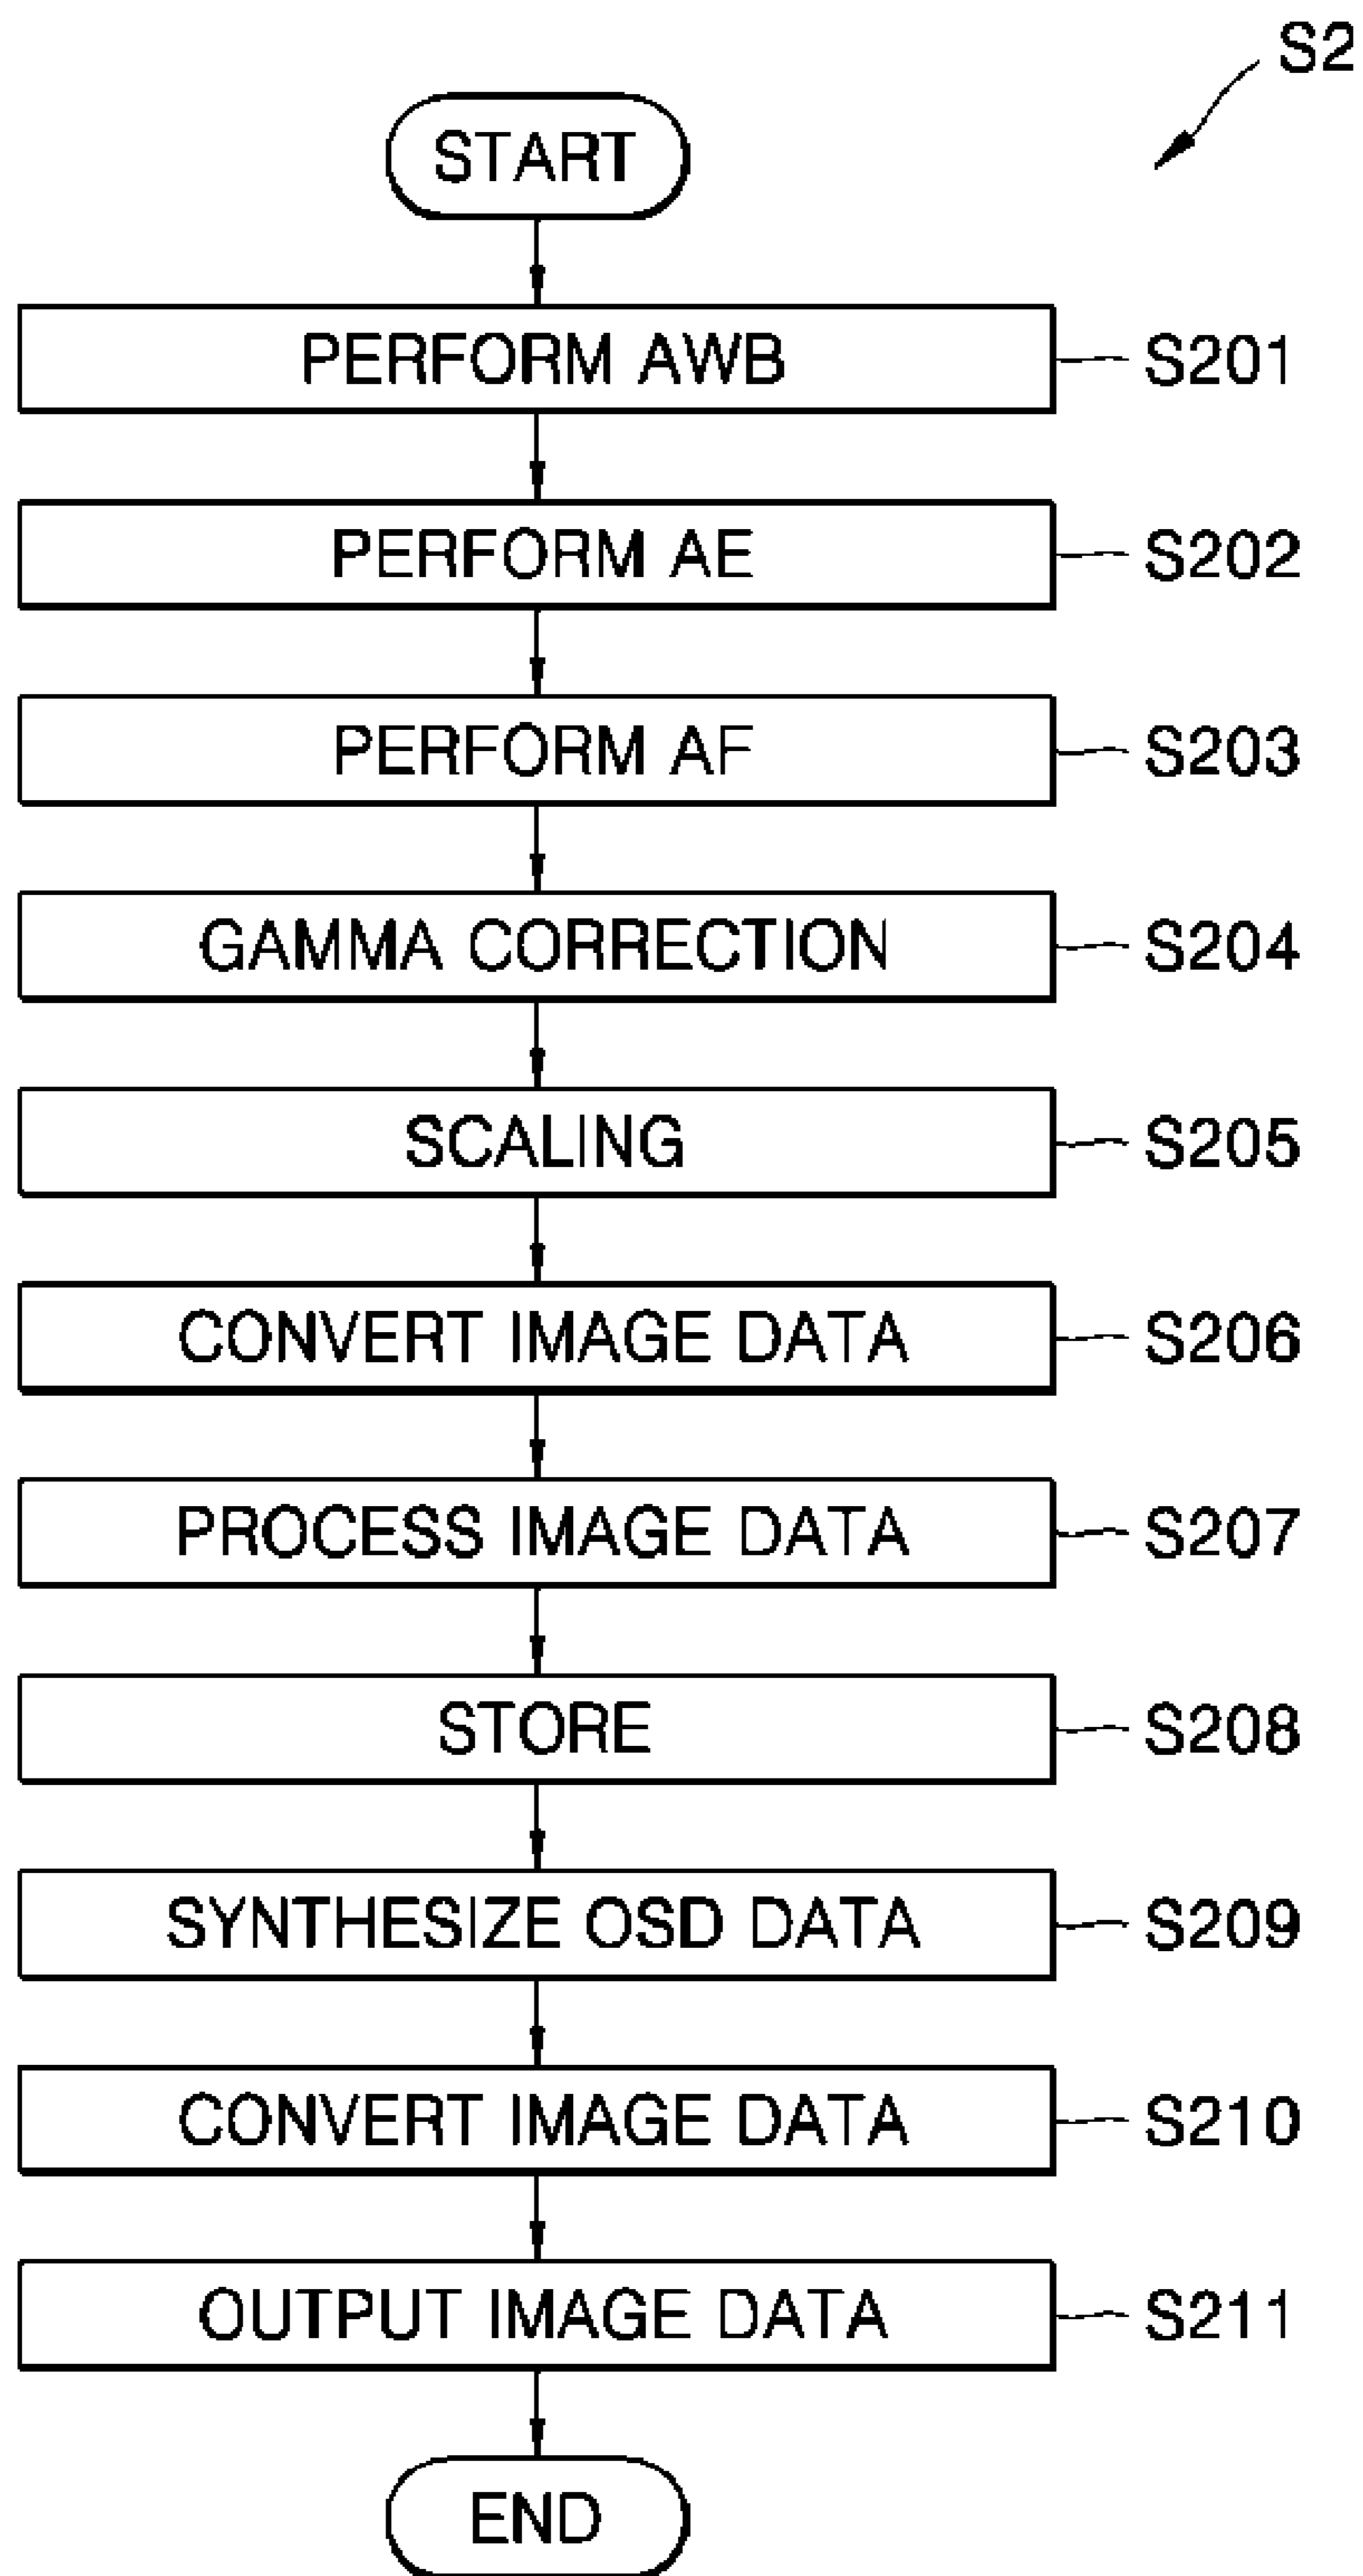 S2
START
PERFORM AWB S201
PERFORM AE S202
PERFORM AF S203
GAMMA CORRECTION S204
SCALING S205
CONVERT IMAGE DATA S206
PROCESS IMAGE DATA S207
STORE S208
SYNTHESIZE OSD DATA S209
CONVERT IMAGE DATA S210
OUTPUT IMAGE DATA S211
END